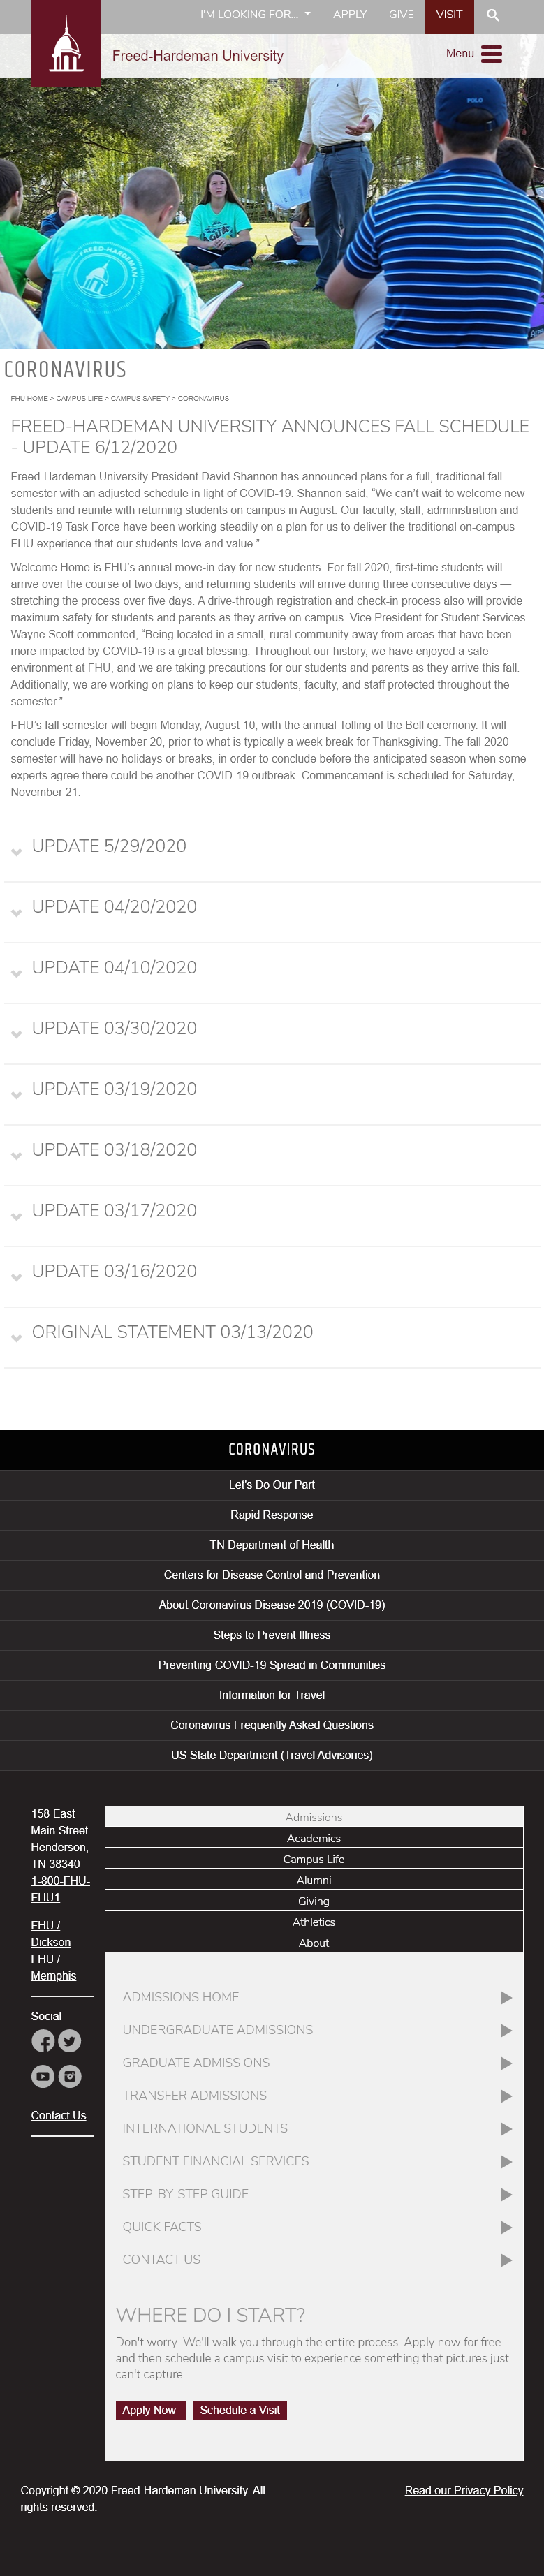 I'M LOOKING FOR...
APPLY
GIVE
VISIT
Freed-Hardeman University
Menu
POLO
FREED-HARDEMAN
CORONAVIRUS
FHU HOME > CAMPUS LIFE > CAMPUS SAFETY > CORONAVIRUS
FREED-HARDEMAN UNIVERSITY ANNOUNCES FALL SCHEDULE
- UPDATE 6/12/2020
Freed-Hardeman University President David Shannon has announced plans for a full, traditional fall
semester with an adjusted schedule in light of COVID-19. Shannon said, “We can’t wait to welcome new
students and reunite with returning students on campus in August. Our faculty, staff, administration and
COVID-19 Task Force have been working steadily on a plan for us to deliver the traditional on-campus
FHU experience that our students love and value.”
Welcome Home is FHU’s annual move-in day for new students. For fall 2020, first-time students will
arrive over the course of two days, and returning students will arrive during three consecutive days —
stretching the process over five days. A drive-through registration and check-in process also will provide
maximum safety for students and parents as they arrive on campus. Vice President for Student Services
Wayne Scott commented, “Being located in a small, rural community away from areas that have been
more impacted by COVID-19 is a great blessing. Throughout our history, we have enjoyed a safe
environment at FHU, and we are taking precautions for our students and parents as they arrive this fall.
Additionally, we are working on plans to keep our students, faculty, and staff protected throughout the
semester.”
FHU’s fall semester will begin Monday, August 10, with the annual Tolling of the Bell ceremony. It will
conclude Friday, November 20, prior to what is typically a week break for Thanksgiving. The fall 2020
semester will have no holidays or breaks, in order to conclude before the anticipated season when some
experts agree there could be another COVID-19 outbreak. Commencement is scheduled for Saturday,
November 21.
UPDATE 5/29/2020
UPDATE 04/20/2020
UPDATE 04/10/2020
UPDATE 03/30/2020
UPDATE 03/19/2020
UPDATE 03/18/2020
UPDATE 03/17/2020
UPDATE 03/16/2020
ORIGINAL STATEMENT 03/13/2020
CORONAVIRUS
Let's Do Our Part
Rapid Response
TN Department of Health
Centers for Disease Control and Prevention
About Coronavirus Disease 2019 (COVID-19)
Steps to Prevent Illness
Preventing COVID-19 Spread in Communities
Information for Travel
Coronavirus Frequently Asked Questions
US State Department (Travel Advisories)
158 East
Main Street
Henderson,
TN 38340
1-800-FHU-
FHU1
FHU /
Dickson
FHU /
Memphis
Social
Contact Us
Admissions
Academics
Campus Life
Alumni
Giving
Athletics
About
ADMISSIONS HOME
UNDERGRADUATE ADMISSIONS
GRADUATE ADMISSIONS
TRANSFER ADMISSIONS
INTERNATIONAL STUDENTS
STUDENT FINANCIAL SERVICES
STEP-BY-STEP GUIDE
QUICK FACTS
CONTACT US
WHERE DO I START?
Don't worry. We'll walk you through the entire process. Apply now for free
and then schedule a campus visit to experience something that pictures just
can't capture.
Apply Now
Schedule a Visit
Copyright © 2020 Freed-Hardeman University. All
rights reserved.
Read our Privacy Policy